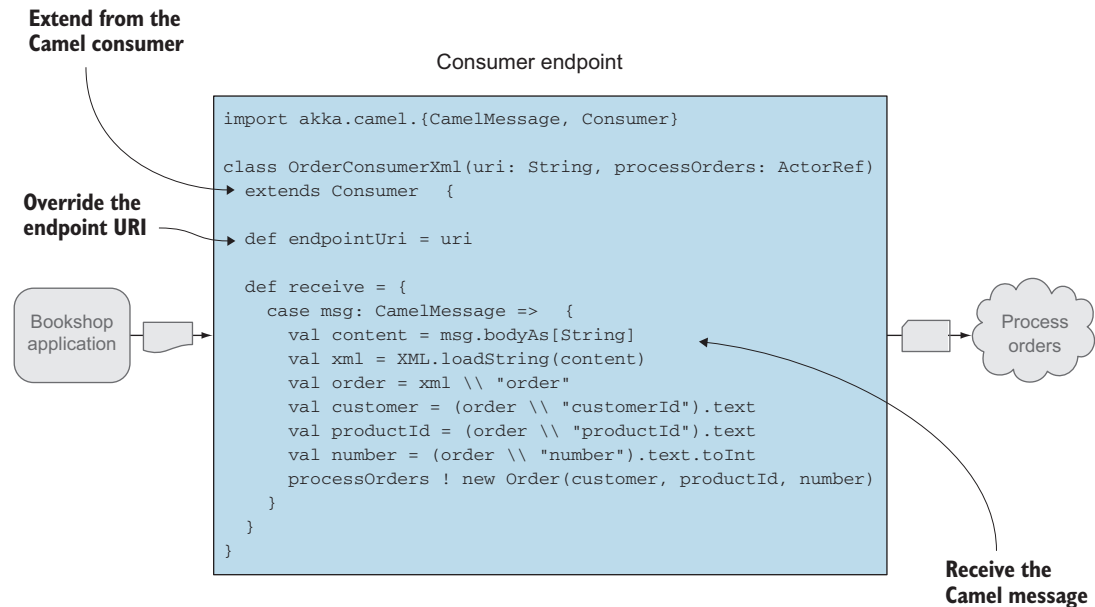 Extend from the
Camel consumer
Consumer endpoint
import akka.camel.{CamelMessage, Consumer}
class OrderConsumerXml(uri: String, processOrders: ActorRef)
extends Consumer {
Override the
endpoint URI
def endpointUri = uri
def receive = {
case msg: CamelMessage => {
val content = msg.bodyAs[String]
val xml = XML.loadString(content)
val order = xml \\ "order"
val customer = (order \\ "customerId").text
val productId = (order \\ "productId").text
val number = (order \\ "number").text.toInt
processOrders ! new Order(customer, productId, number)
}
}
}
Bookshop
application
Process
orders
Receive the
Camel message